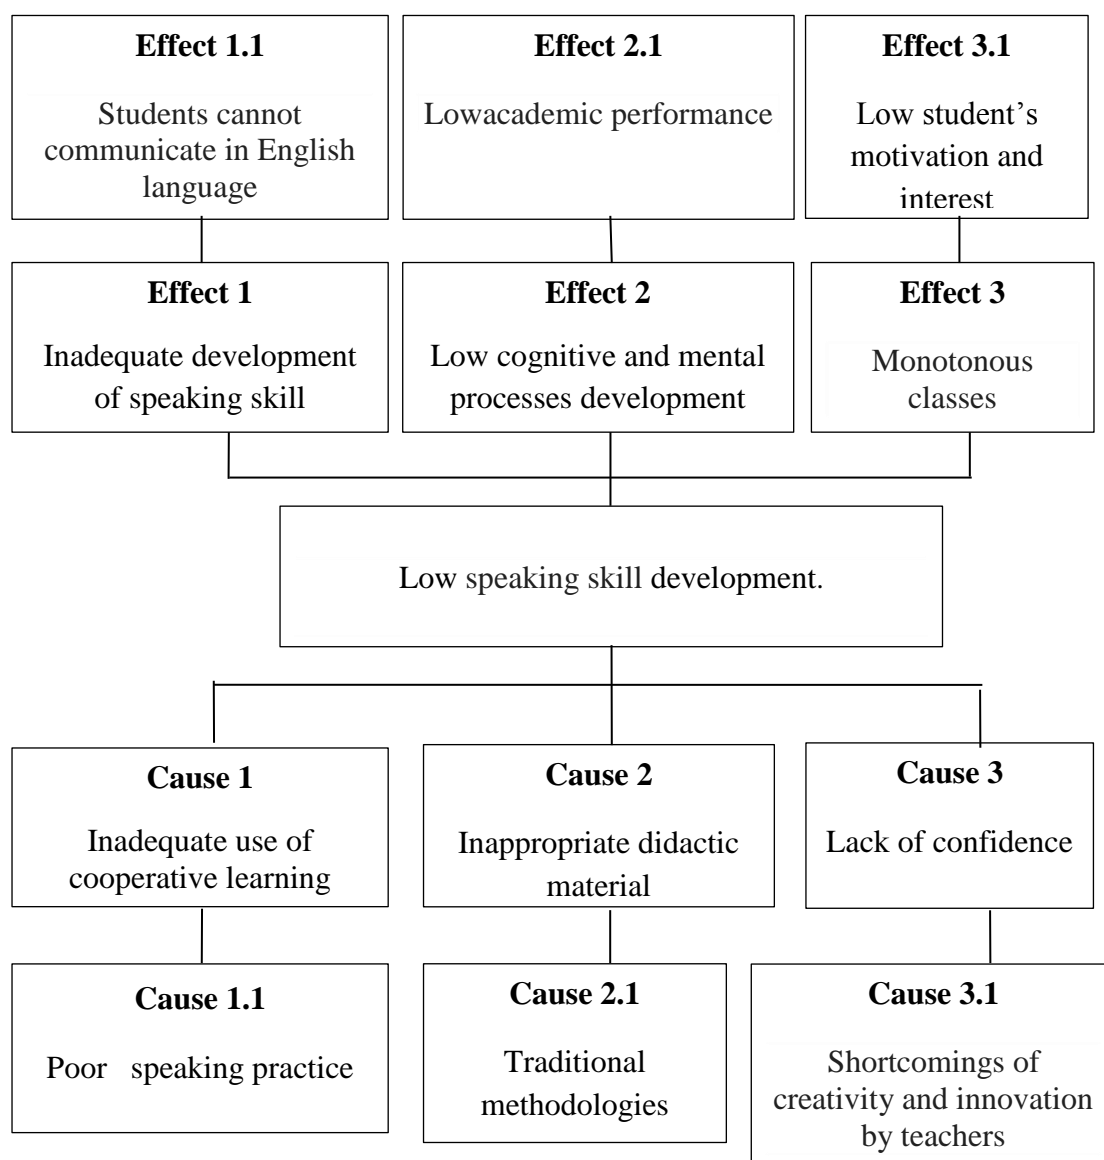 Effect 1.1
Students cannot
communicate in English
language
Effect 2.1
Lowacademic performance
Effect 3.1
Low student’s
motivation and
interest
Effect 1
Inadequate development
of speaking skill
Effect 2
Low cognitive and mental
processes development
Effect 3
Monotonous
classes
Low speaking skill development.
Cause 1
Inadequate use of
cooperative learning
Cause 2
Inappropriate didactic
material
Cause 3
Lack of confidence
Cause 1.1
Poor speaking practice
Cause 2.1
Traditional
methodologies
Cause 3.1
Shortcomings of
creativity and innovation
by teachers